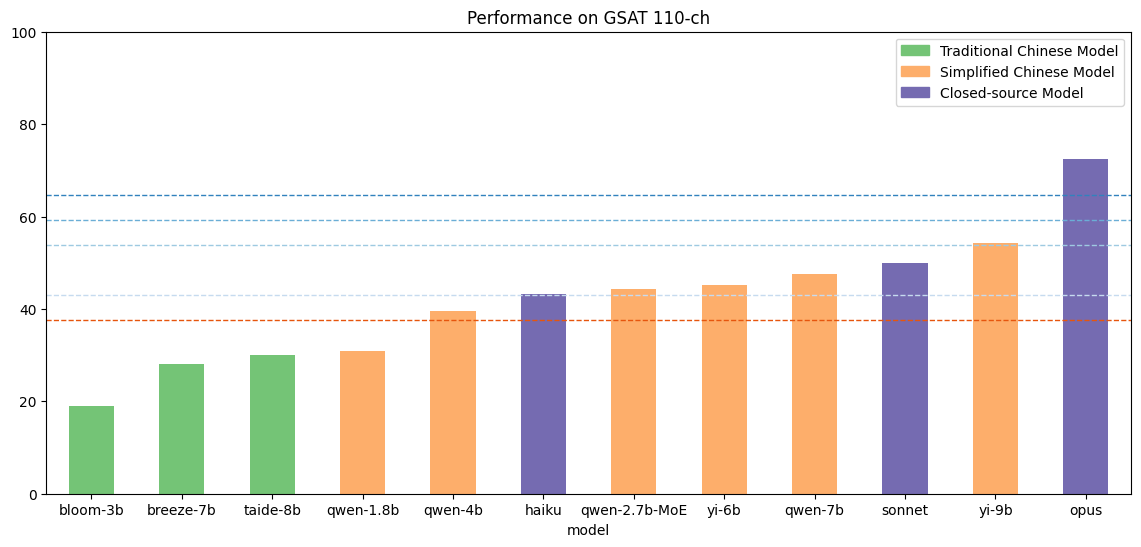 Performance on GSAT 110-ch
Traditional Chinese Model
Simplified Chinese Model
Closed-source Model
100
80
60
40
20
0
bloom-3b breeze-7b taide-8b qwen-1.8b qwen-4b haiku qwen-2.7b-MoE yi-6b qwen-7b sonnet yi-9b opus
model